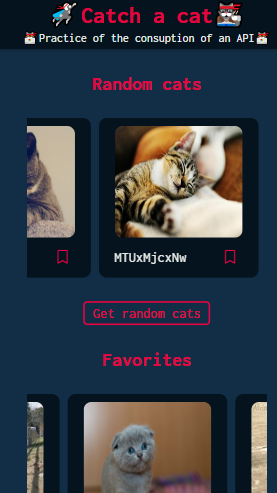 Catch a cat
Practice of the consuption of an API
Random cats
MTUxMjcxNw
Get random cats
Favorites